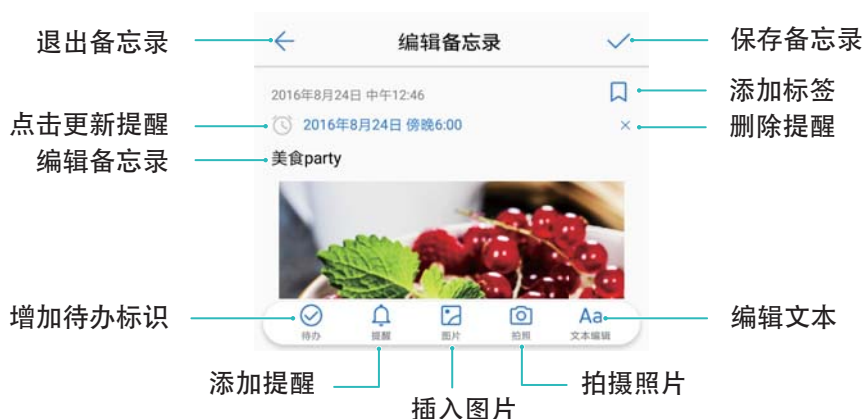 退出备忘录
编辑备忘录
保存备忘录
2016年8月24日 中午12:46
添加标签
点击更新提醒
2016年8月24日 傍晚6:00
删除提醒
编辑备忘录
美食party
增加待办标识
待办
提醒
图片
拍照
Aa
文本编辑
编辑文本
添加提醒
插入图片
拍摄照片